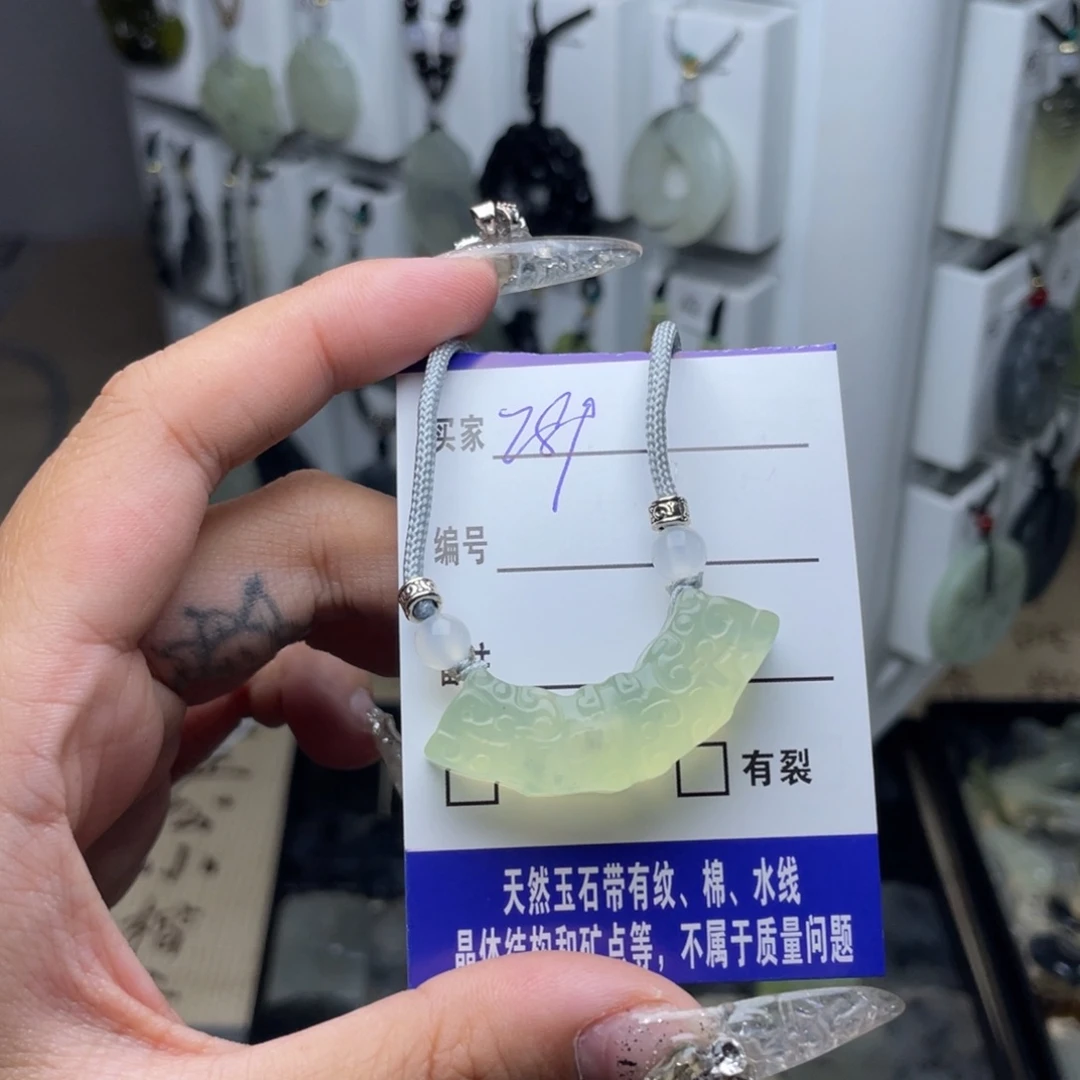 买家 289
编号
有裂
天然玉石带有纹、棉、水线
晶体结构和矿点等，不属于质量问题